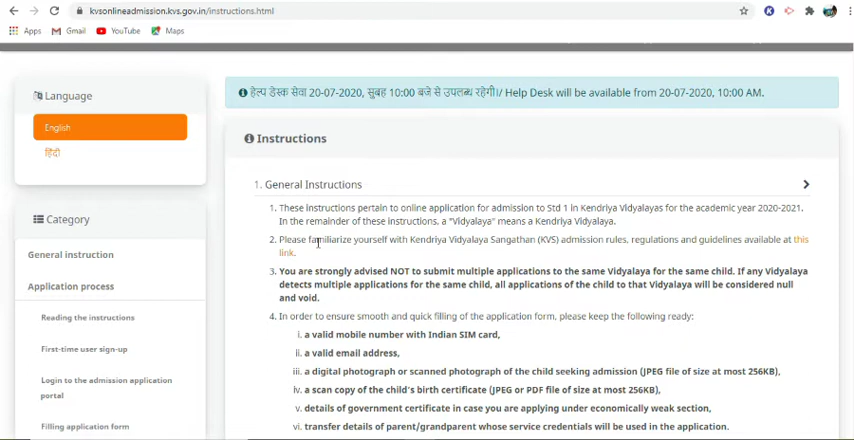 kvsonlineadmission.kvs.gov.in/instructions.html
Apps Gmail YouTube Maps
Language
English
हिंदी
Category
General instruction
Application process
Reading the instructions
First-time user sign-up
Login to the admission application
portal
Filling application form
हेल्प डेस्क सेवा 20-07-2020, सुबह 10:00 बजे से उपलब्ध रहेगी।/ Help Desk will be available from 20-07-2020, 10:00 AM.
Instructions
1. General Instructions
1. These instructions pertain to online application for admission to Std 1 in Kendriya Vidyalayas for the academic year 2020-2021.
In the remainder of these instructions, a "Vidyalaya" means a Kendriya Vidyalaya.
2. Please familiarize yourself with Kendriya Vidyalaya Sangathan (KVS) admission rules, regulations and guidelines available at this
link.
3. You are strongly advised NOT to submit multiple applications to the same Vidyalaya for the same child. If any Vidyalaya
detects multiple applications for the same child, all applications of the child to that Vidyalaya will be considered null
and void.
4. In order to ensure smooth and quick filling of the application form, please keep the following ready:
i. a valid mobile number with Indian SIM card,
ii. a valid email address,
iii. a digital photograph or scanned photograph of the child seeking admission (JPEG file of size at most 256KB),
iv. a scan copy of the child's birth certificate (JPEG or PDF file of size at most 256KB),
v. details of government certificate in case you are applying under economically weak section,
vi. transfer details of parent/grandparent whose service credentials will be used in the application.